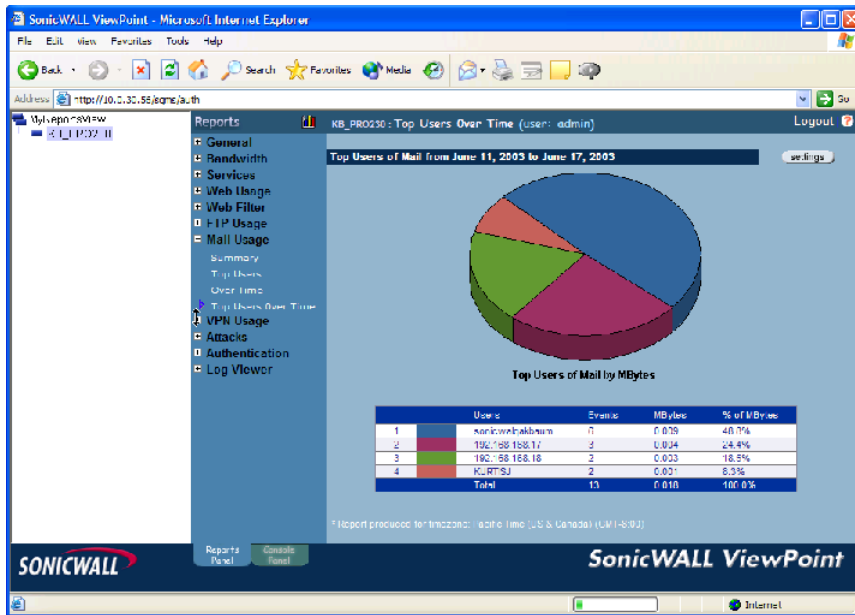 SonicWALL ViewPoint - Microsoft Internet Explorer
File Edit View Favorites Tools Help
Back Search Favorites Media
Address http://10.0.30.58/sgms/auth Go
MyReportsView
KB_PRO230
Reports
General
Bandwidth
Services
Web Usage
Web Filter
FTP Usage
Mail Usage
Summary
Top Users
Over Time
Top Users Over Time
VPN Usage
Attacks
Authentication
Log Viewer
KB_PRO230 : Top Users Over Time (user: admin) Logout ?
Top Users of Mail from June 11, 2003 to June 17, 2003 settings
Top Users of Mail by MBytes
Users Events MBytes % of MBytes
1 6 0.009
2 192.168.168.17 3 0.004 24.4%
3 192.168.168.18 2 0.003 18.5%
4 KURTISJ 2 0.001 8.3%
Total 13 0.018 100.0%
* Report produced for timezone: Pacific Time (US & Canada) (GMT-8:00)
SONICWALL
Reports Panel
Console Panel
SonicWALL ViewPoint
Internet